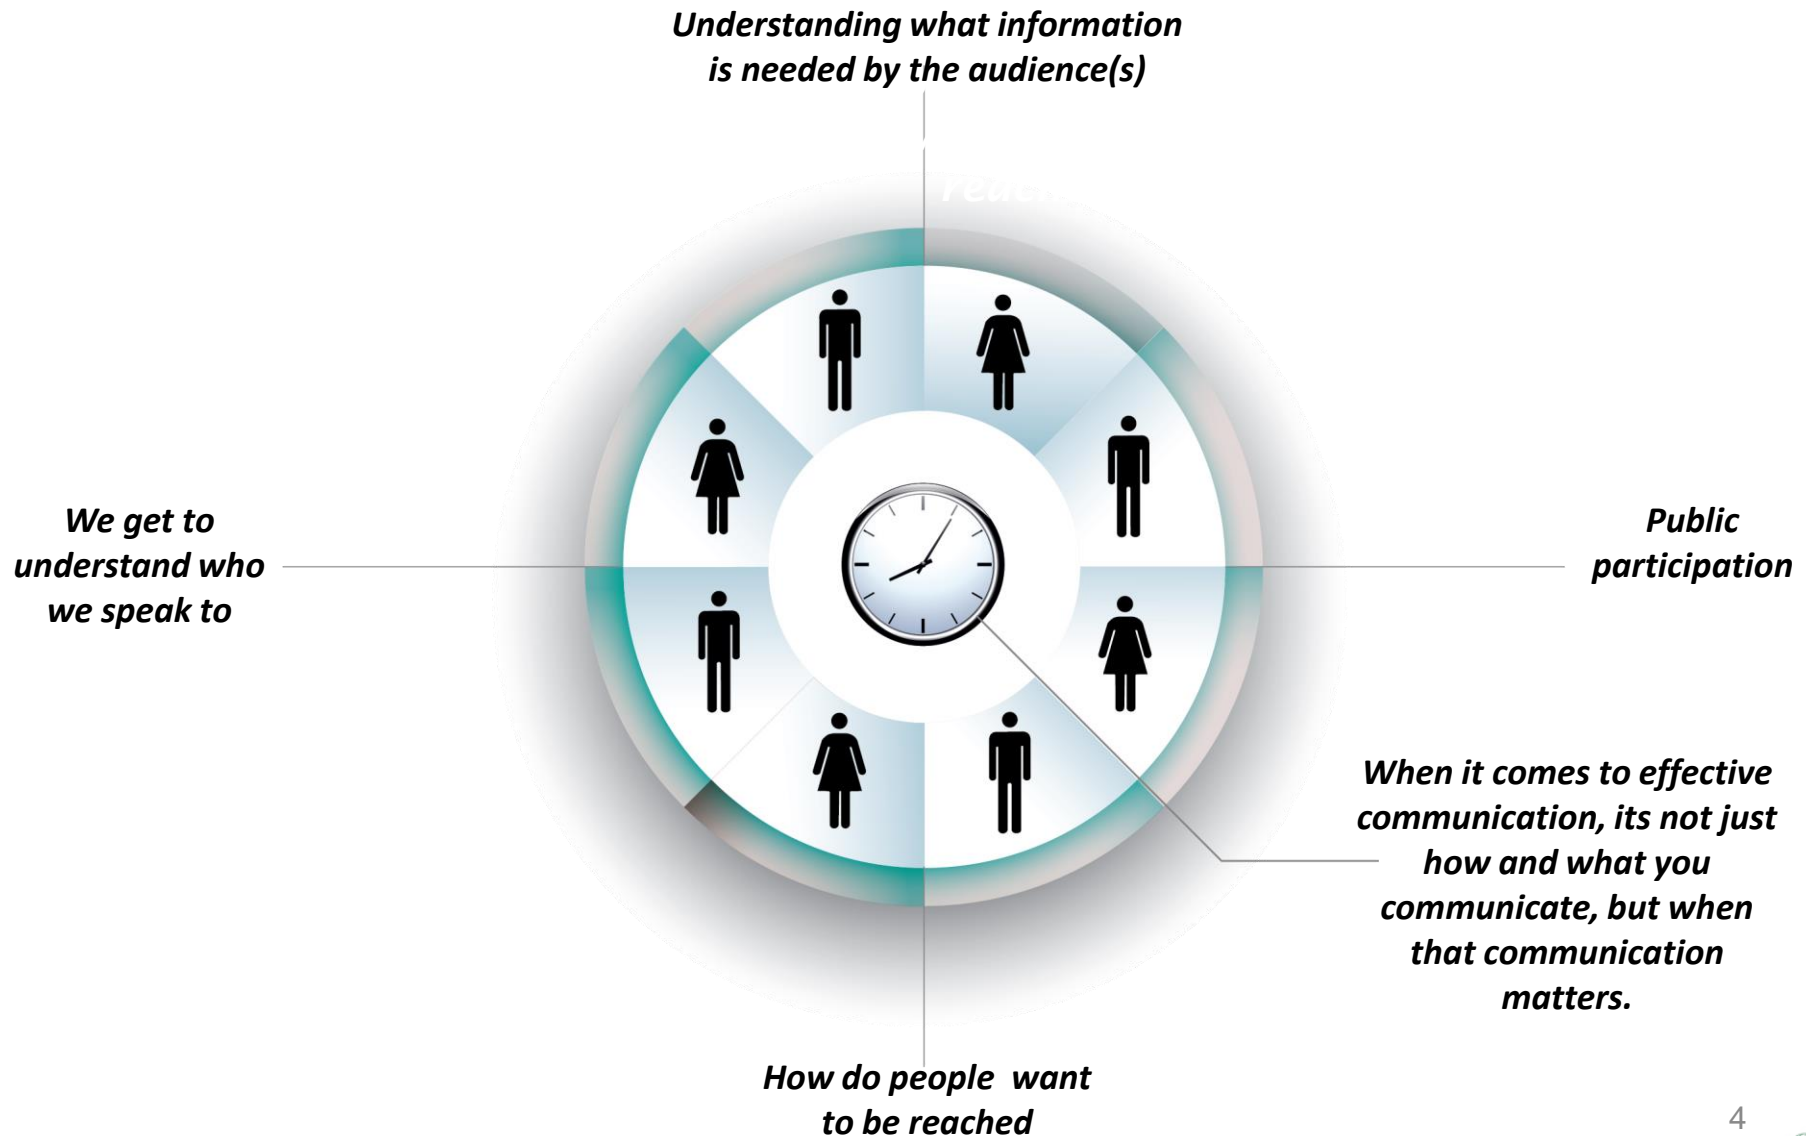 Understanding what information
is needed by the audience(s)
We get to
understand who
we speak to
Public
participation
When it comes to effective
communication, its not just
how and what you
communicate, but when
that communication
matters.
How do people want
to be reached
4